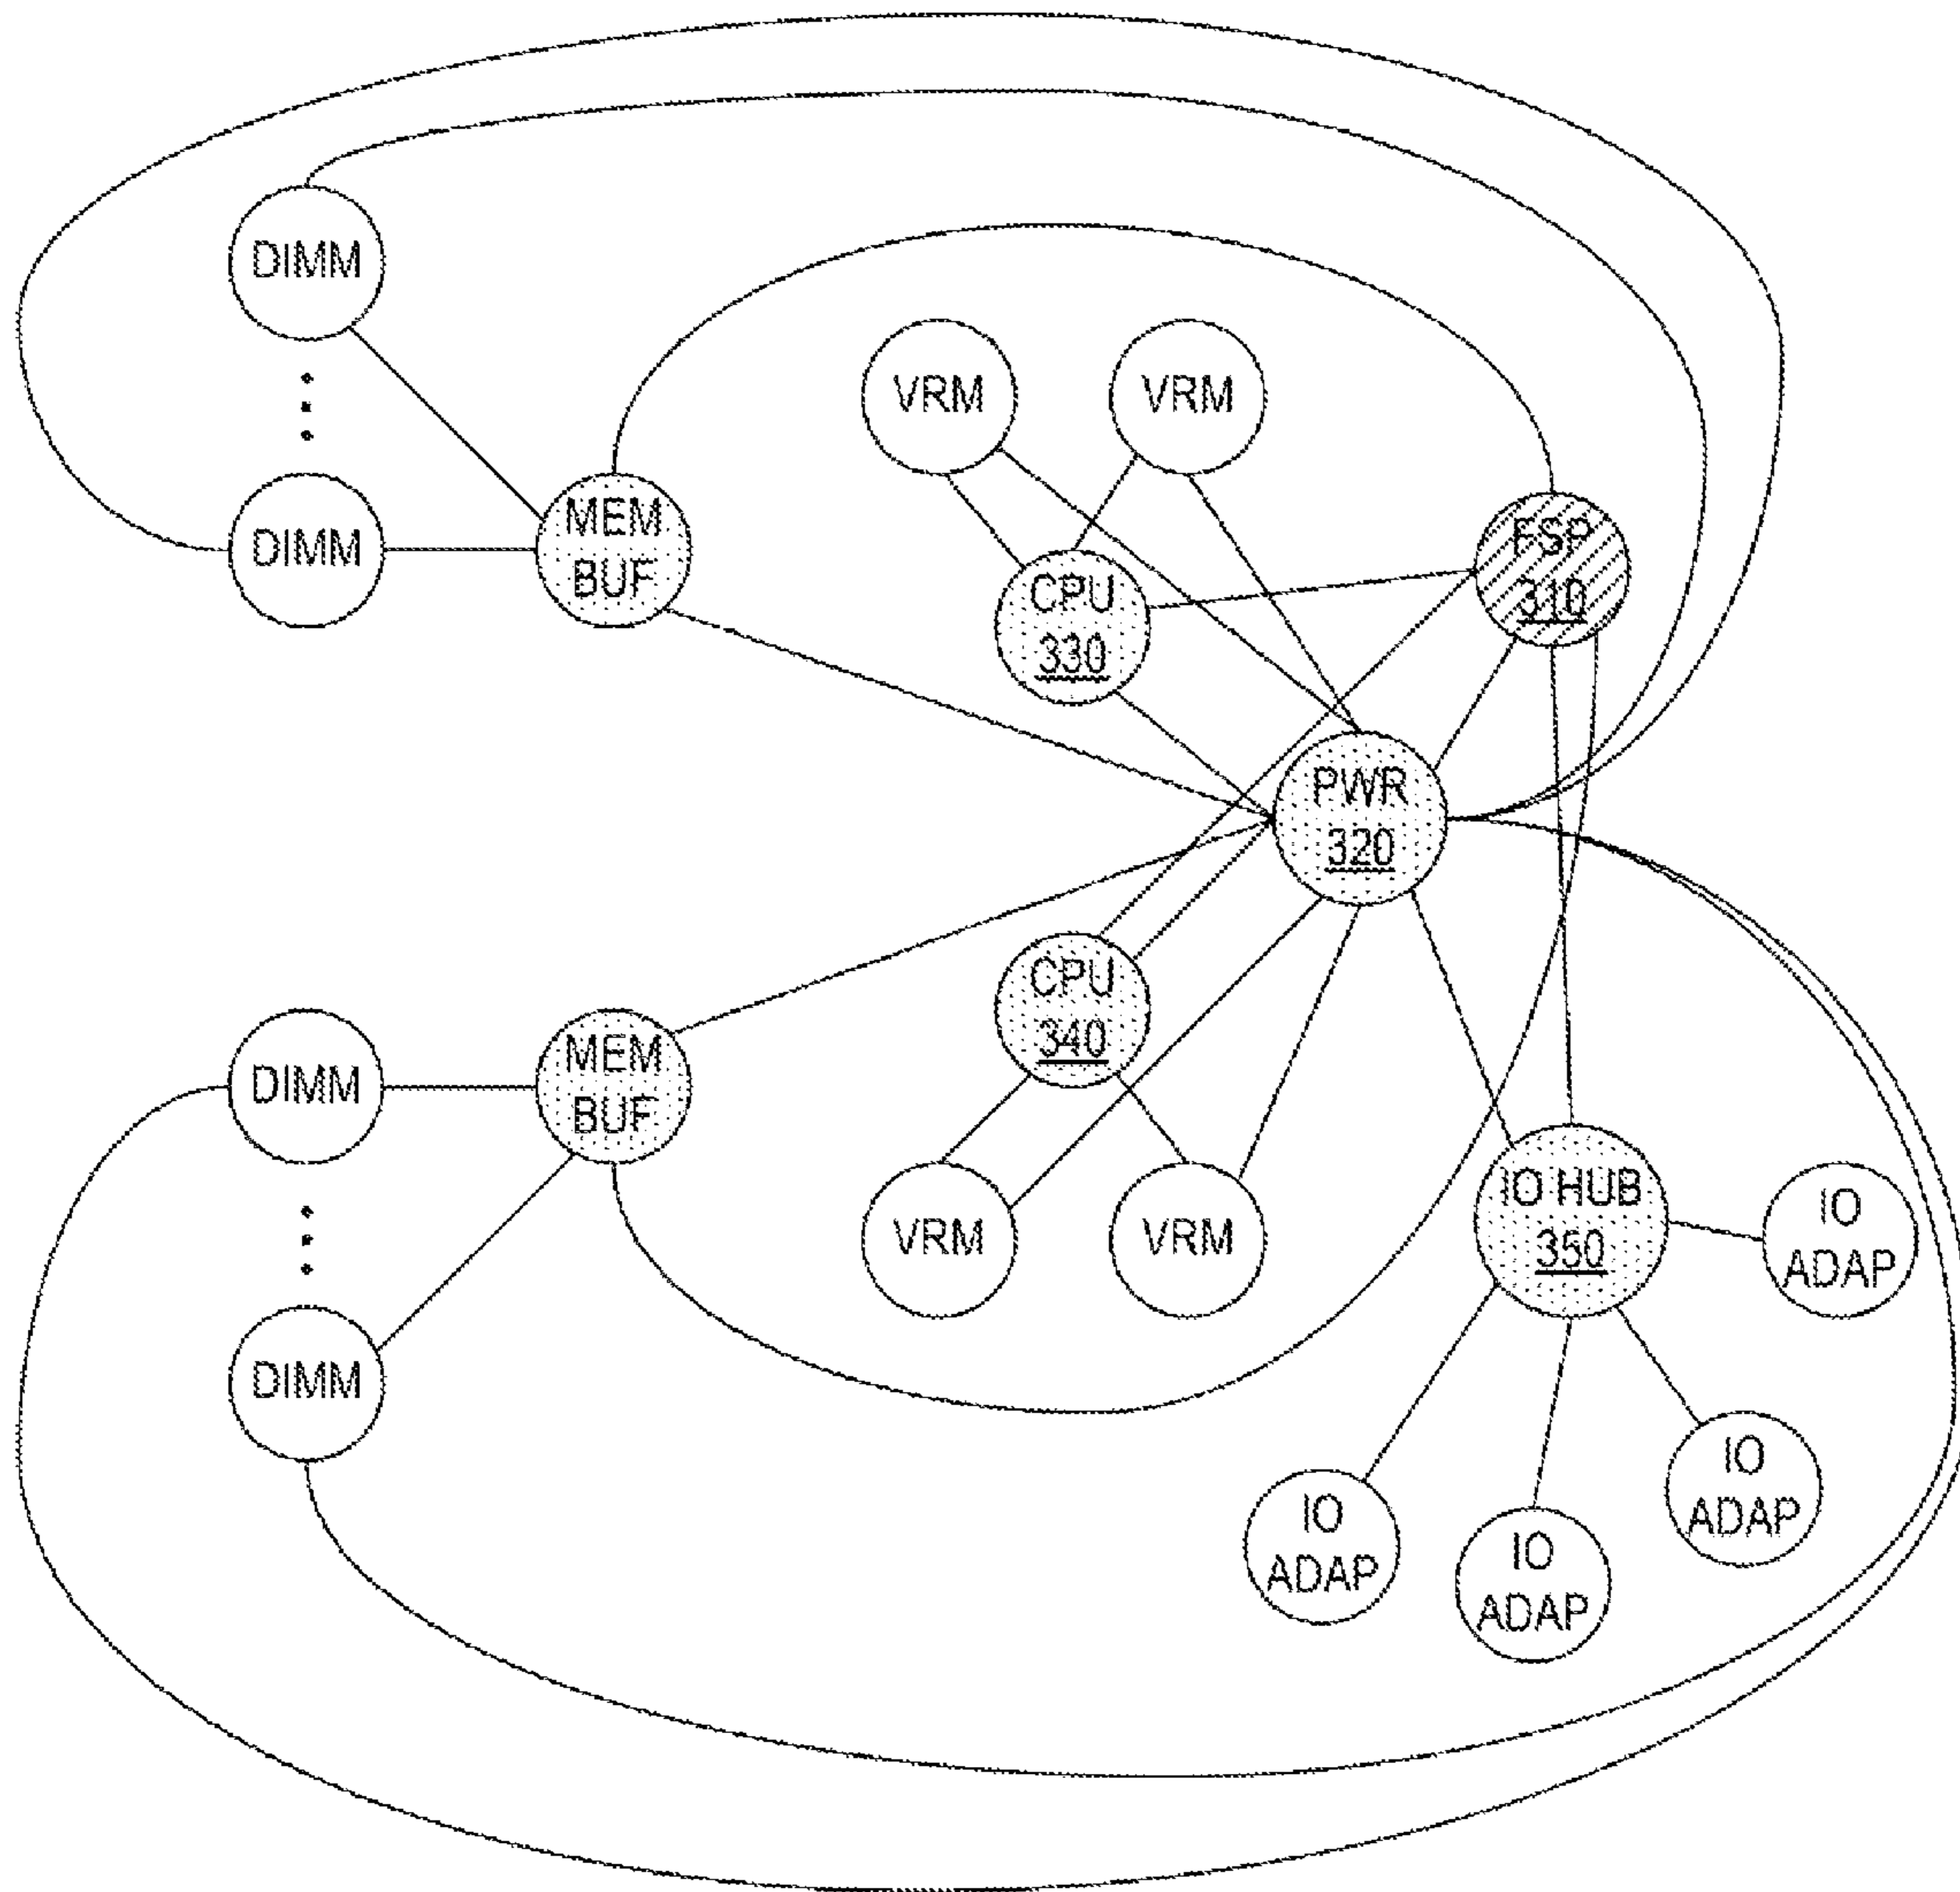 DIMM
VRM
VRM
DIMM
MEM
BUF
FSP
310
CPU
330
PWR
320
CPU
340
DIMM
MEM
BUF
VRM
VRM
IO HUB
350
IO
ADAP
DIMM
IO
ADAP
IO
ADAP
IO
ADAP